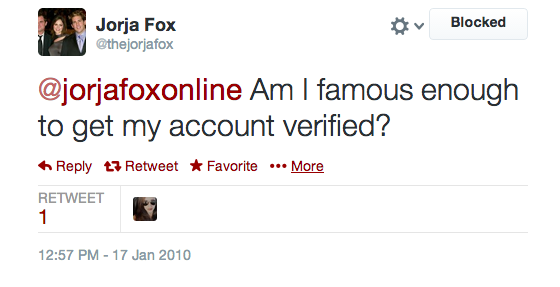 Jorja Fox
@thejorjafox
Blocked
@jorjafoxonline Am I famous enough
to get my account verified?
Reply Retweet Favorite ••• More
RETWEET
1
12:57 PM - 17 Jan 2010